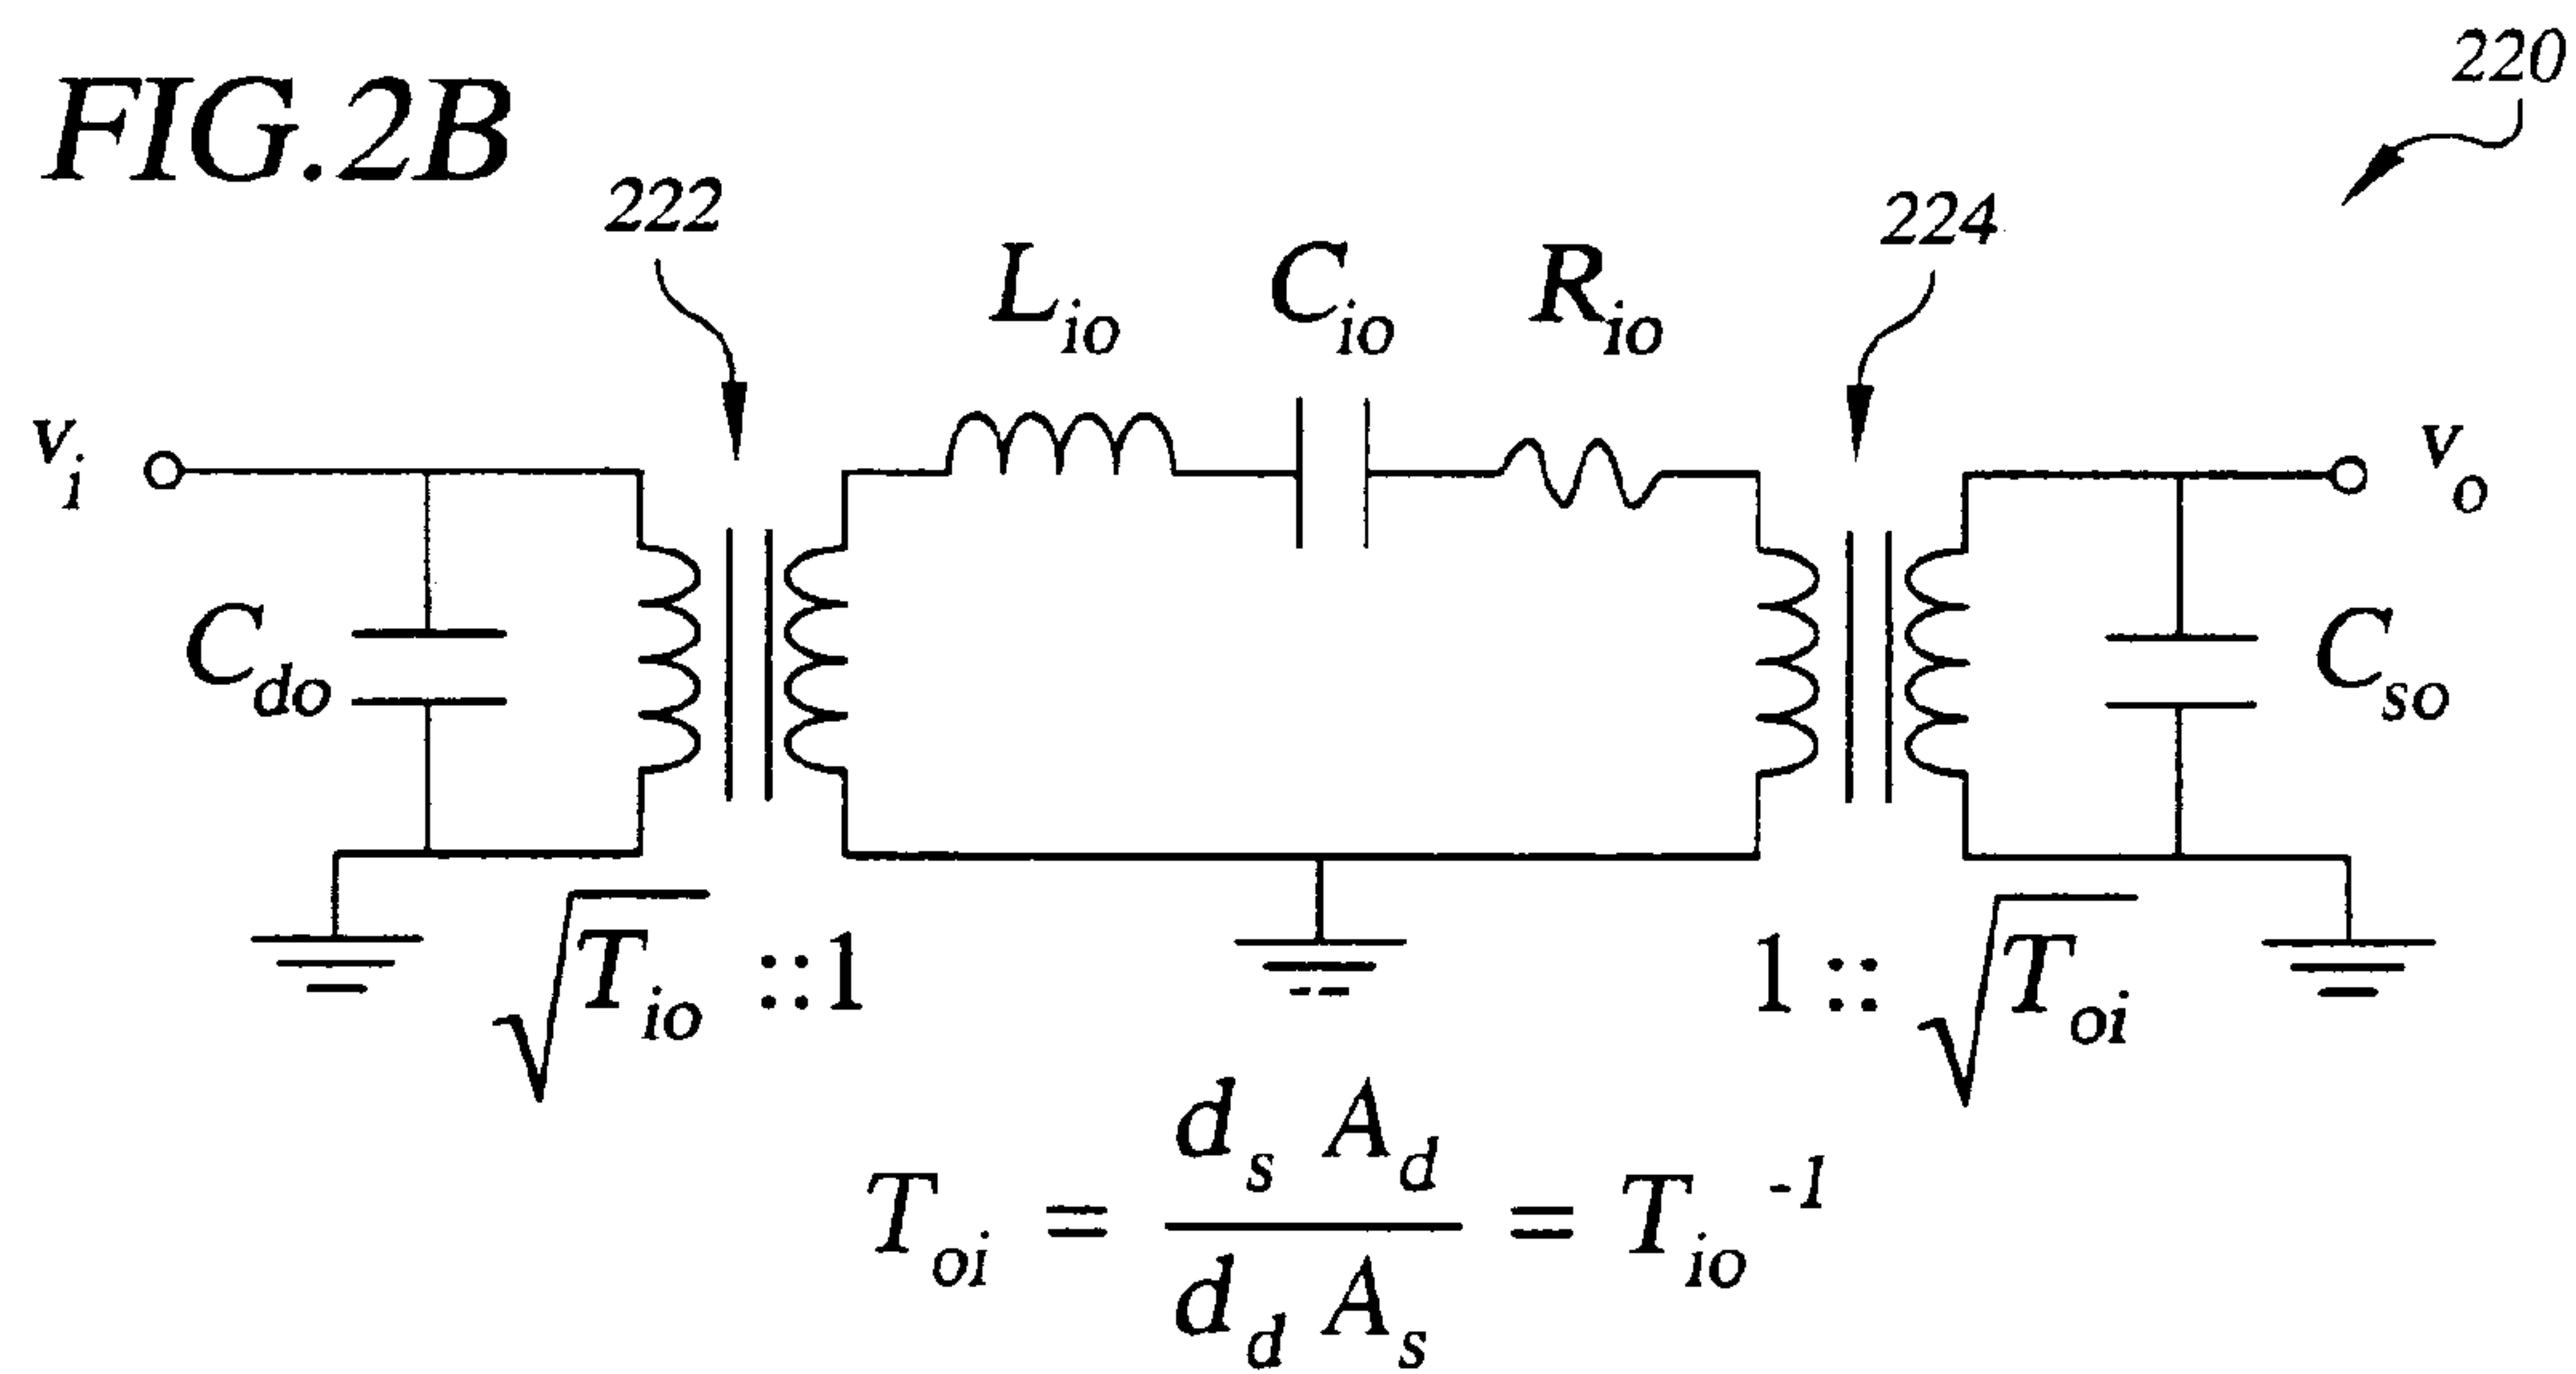 FIG.2B
220
222
224
L_io C_io R_io
v_i
v_o
C_do
C_so
√T_io ::1
1:: √T_oi
T_oi = d_s A_d / d_d A_s = T_io^-1